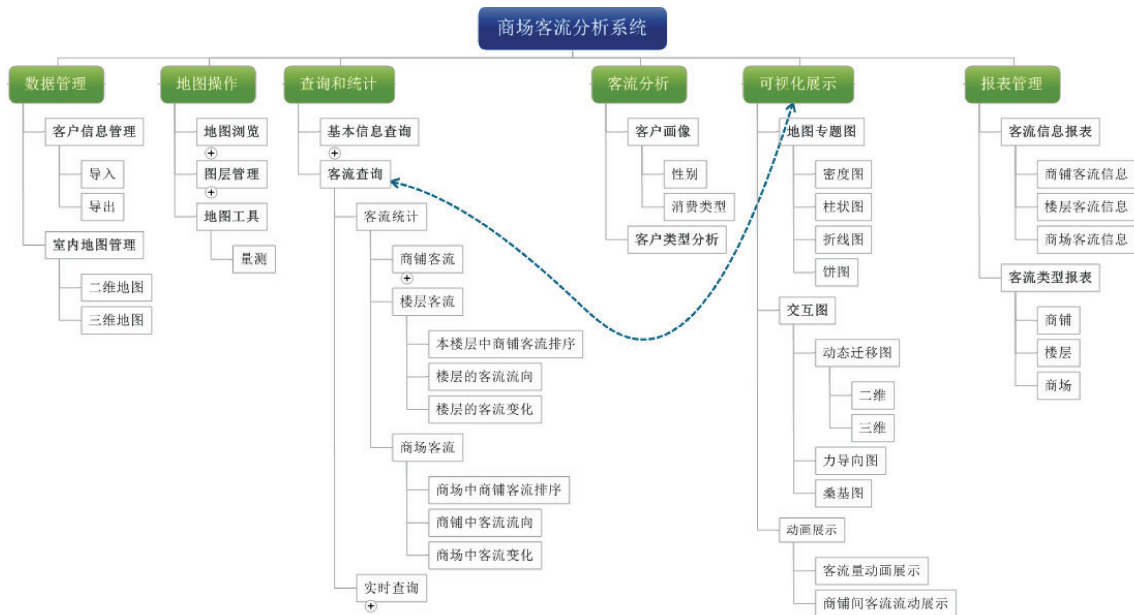 商场客流分析系统
数据管理
客户信息管理
导入
导出
室内地图管理
二维地图
三维地图
地图操作
地图浏览
图层管理
地图工具
量测
查询和统计
基本信息查询
客流查询
客流统计
商铺客流
楼层客流
本楼层中商铺客流排序
楼层的客流流向
楼层的客流变化
商场客流
商场中商铺客流排序
商铺中客流流向
商场中客流变化
实时查询
客流分析
客户画像
性别
消费类型
客户类型分析
可视化展示
地图专题图
密度图
柱状图
折线图
饼图
交互图
动态迁移图
二维
三维
力导向图
桑基图
动画展示
客流量动画展示
商铺间客流流动展示
报表管理
客流信息报表
商铺客流信息
楼层客流信息
商场客流信息
客流类型报表
商铺
楼层
商场